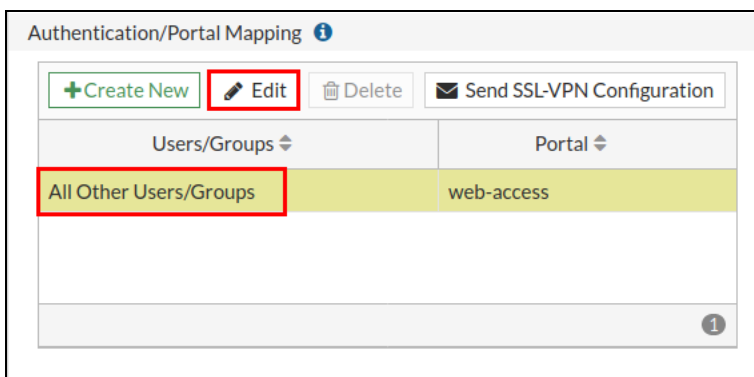 Authentication/Portal Mapping
Create New Edit Delete Send SSL-VPN Configuration
Users/Groups Portal
All Other Users/Groups web-access
1